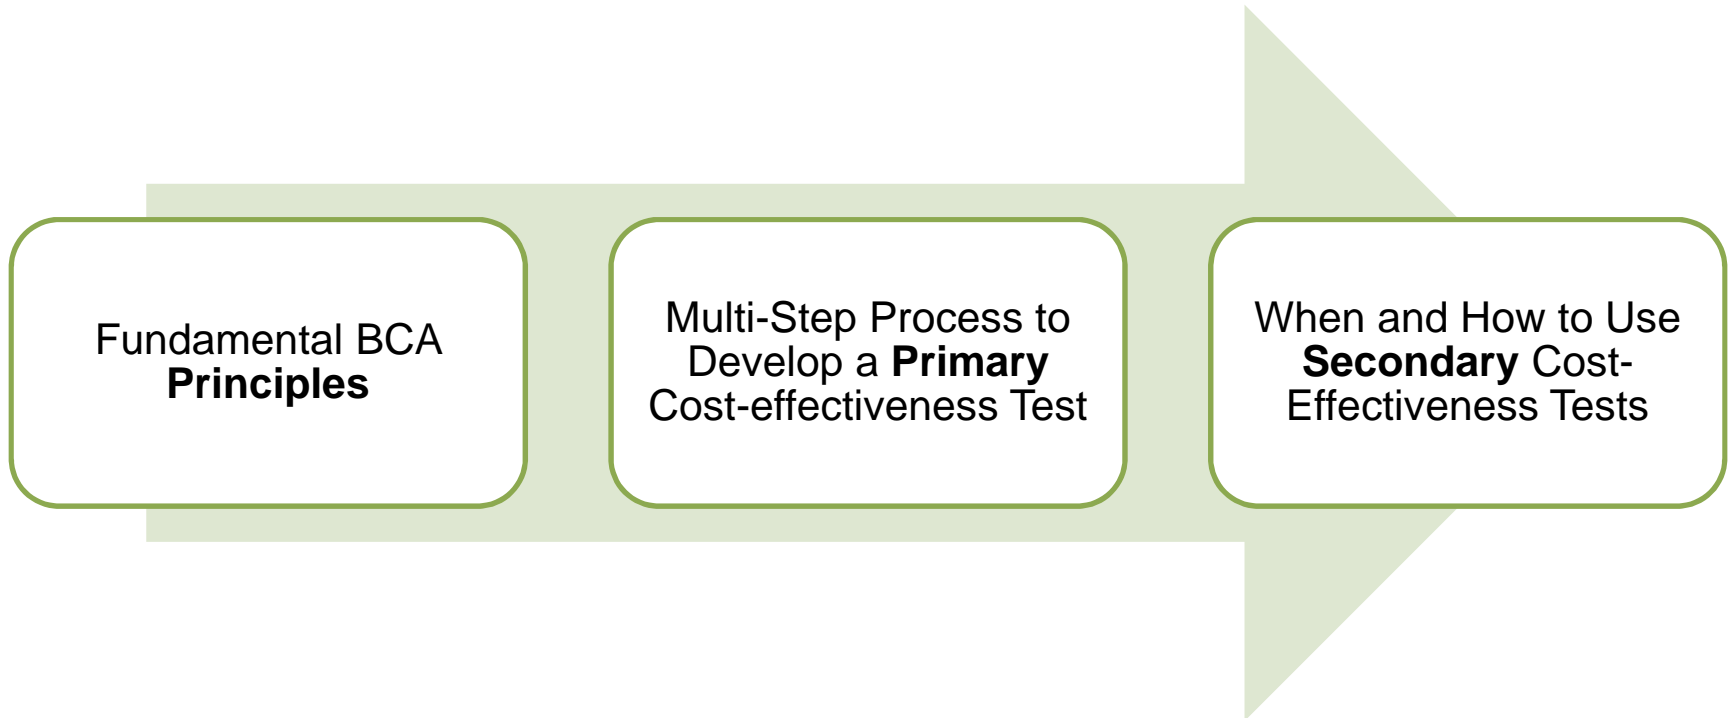 Fundamental BCA
Principles
Multi-Step Process to
Develop a Primary
Cost-effectiveness Test
When and How to Use
Secondary Cost-
Effectiveness Tests